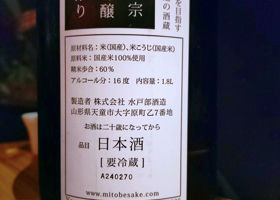 を目指す
の酒蔵
宗
醸
り
原材料名：米(国産)、米こうじ(国産米)
原料米：国産米100%使用
精米歩合：60%
アルコール分：16度 内容量：1.8L
製造者 株式会社 水戸部酒造
山形県天童市大字原町乙7番地
お酒は二十歳になってから
品目 日本酒
[要冷蔵]
A240270
www.mitobesake.com